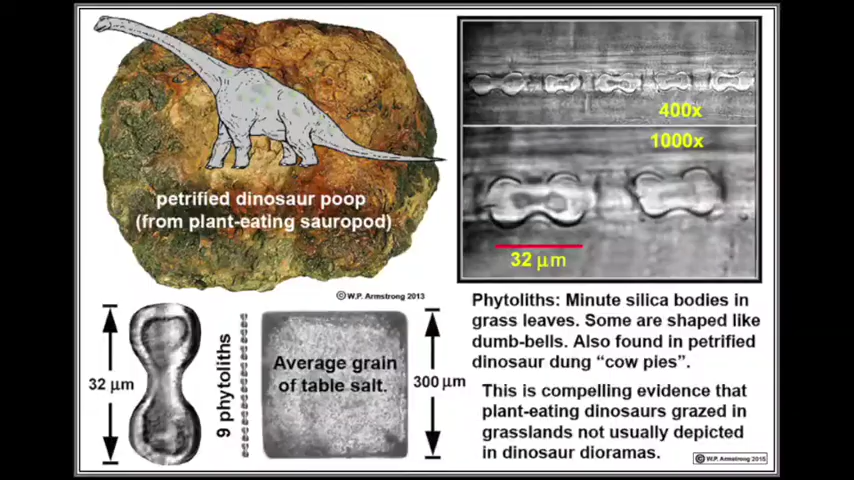 petrified dinosaur poop
(from plant-eating sauropod)
400x
1000x
32 µm
© W.P. Armstrong 2013
32 µm
9 phytoliths
Average grain
of table salt.
300 µm
Phytoliths: Minute silica bodies in
grass leaves. Some are shaped like
dumb-bells. Also found in petrified
dinosaur dung “cow pies”.
This is compelling evidence that
plant-eating dinosaurs grazed in
grasslands not usually depicted
in dinosaur dioramas.
© W.P. Armstrong 2015